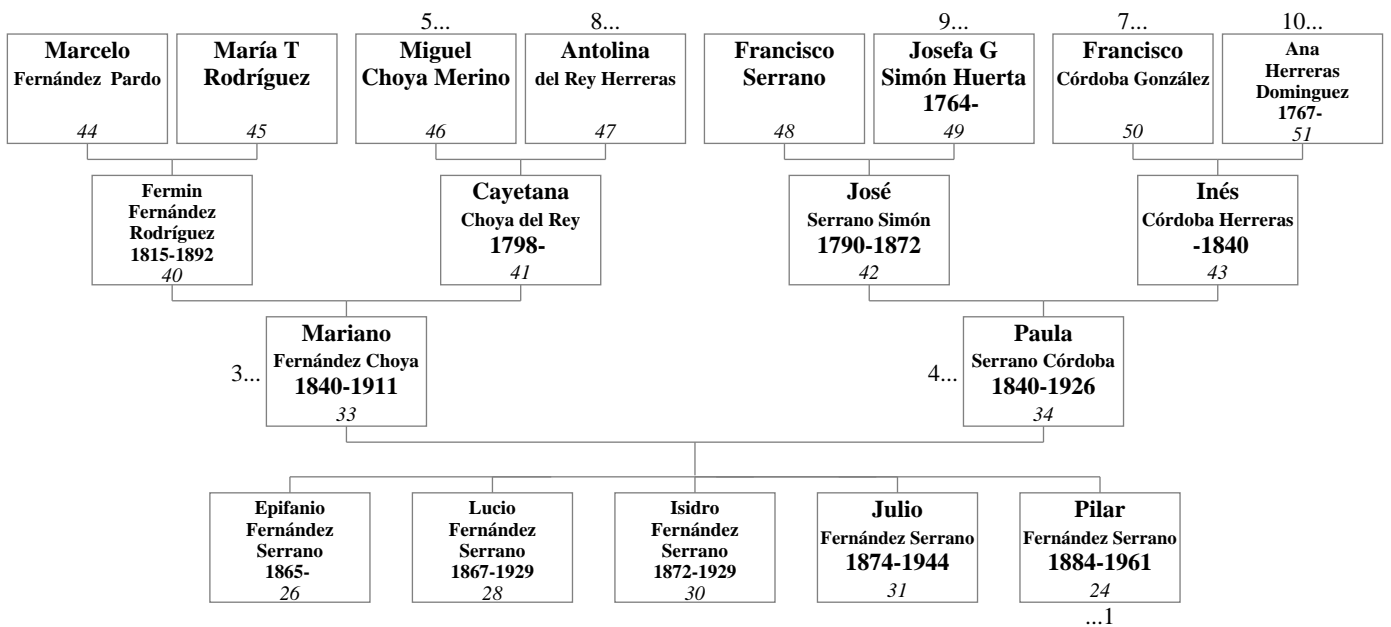 5...
8...
9...
7...
10...
Marcelo
Fernández Pardo
44
María T
Rodríguez
45
Miguel
Choya Merino
46
Antolina
del Rey Herreras
47
Francisco
Serrano
48
Josefa G
Simón Huerta
1764-
49
Francisco
Córdoba González
50
Ana
Herreras
Dominguez
1767-
51
Fermin
Fernández
Rodríguez
1815-1892
40
Cayetana
Choya del Rey
1798-
41
José
Serrano Simón
1790-1872
42
Inés
Córdoba Herreras
-1840
43
3...
Mariano
Fernández Choya
1840-1911
33
4...
Paula
Serrano Córdoba
1840-1926
34
Epifanio
Fernández
Serrano
1865-
26
Lucio
Fernández
Serrano
1867-1929
28
Isidro
Fernández
Serrano
1872-1929
30
Julio
Fernández Serrano
1874-1944
31
Pilar
Fernández Serrano
1884-1961
24
...1